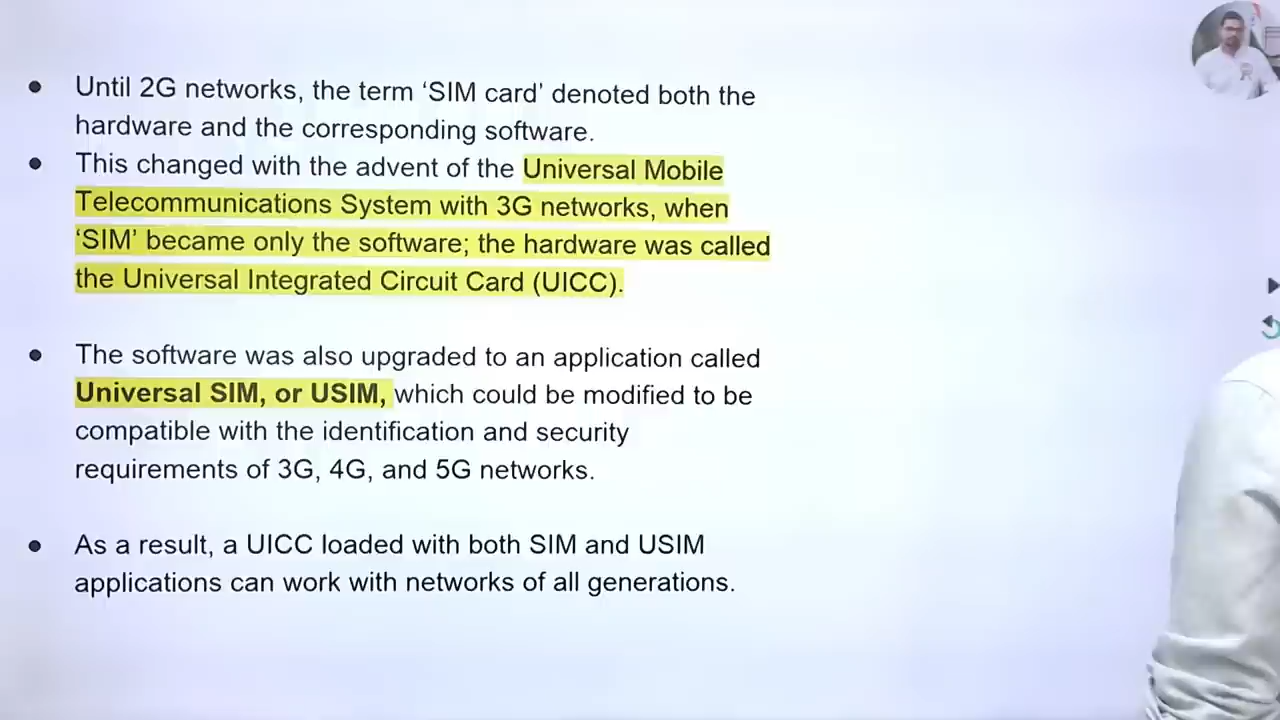 Until 2G networks, the term ‘SIM card’ denoted both the
hardware and the corresponding software.
This changed with the advent of the Universal Mobile
Telecommunications System with 3G networks, when
‘SIM’ became only the software; the hardware was called
the Universal Integrated Circuit Card (UICC).
The software was also upgraded to an application called
Universal SIM, or USIM, which could be modified to be
compatible with the identification and security
requirements of 3G, 4G, and 5G networks.
As a result, a UICC loaded with both SIM and USIM
applications can work with networks of all generations.